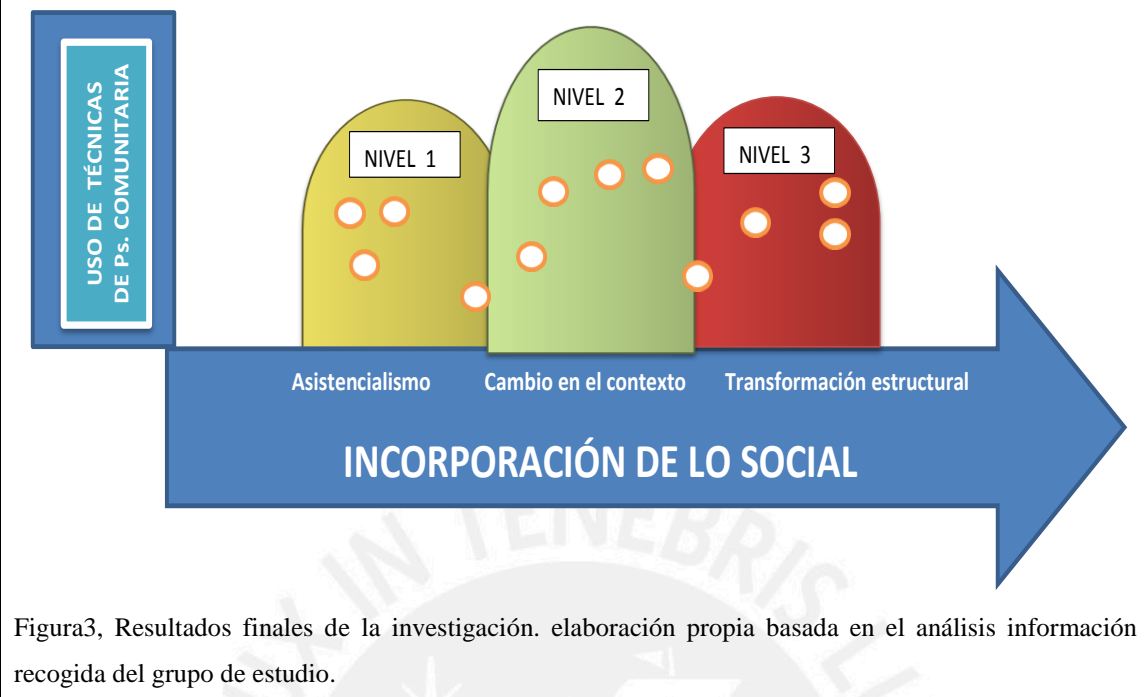 USO DE TÉCNICAS
DE Ps. COMUNITARIA
NIVEL 1
NIVEL 2
NIVEL 3
Asistencialismo
Cambio en el contexto
Transformación estructural
INCORPORACIÓN DE LO SOCIAL
TENEBRIS
Figura3, Resultados finales de la investigación. elaboración propia basada en el análisis información
recogida del grupo de estudio.